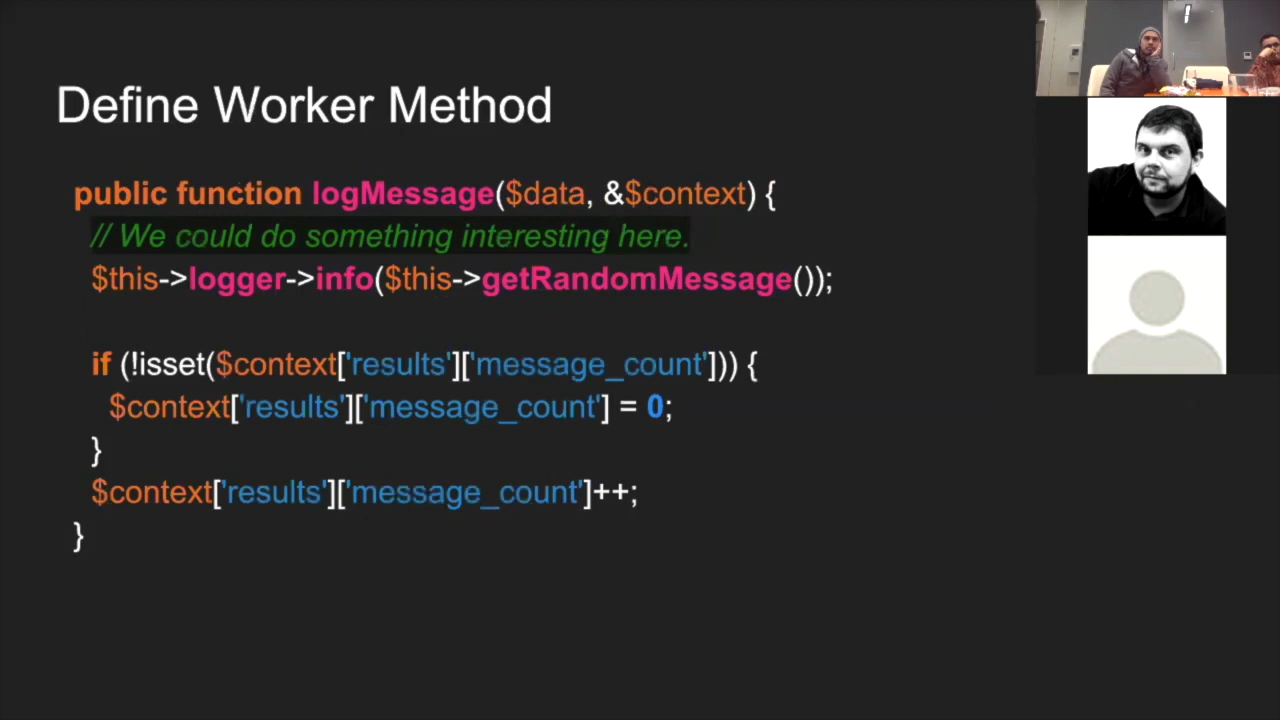 Define Worker Method
public function logMessage($data, &$context) {
// We could do something interesting here.
$this->logger->info($this->getRandomMessage());
if (!isset($context['results']['message_count'])) {
$context['results']['message_count'] = 0;
}
$context['results']['message_count']++;
}